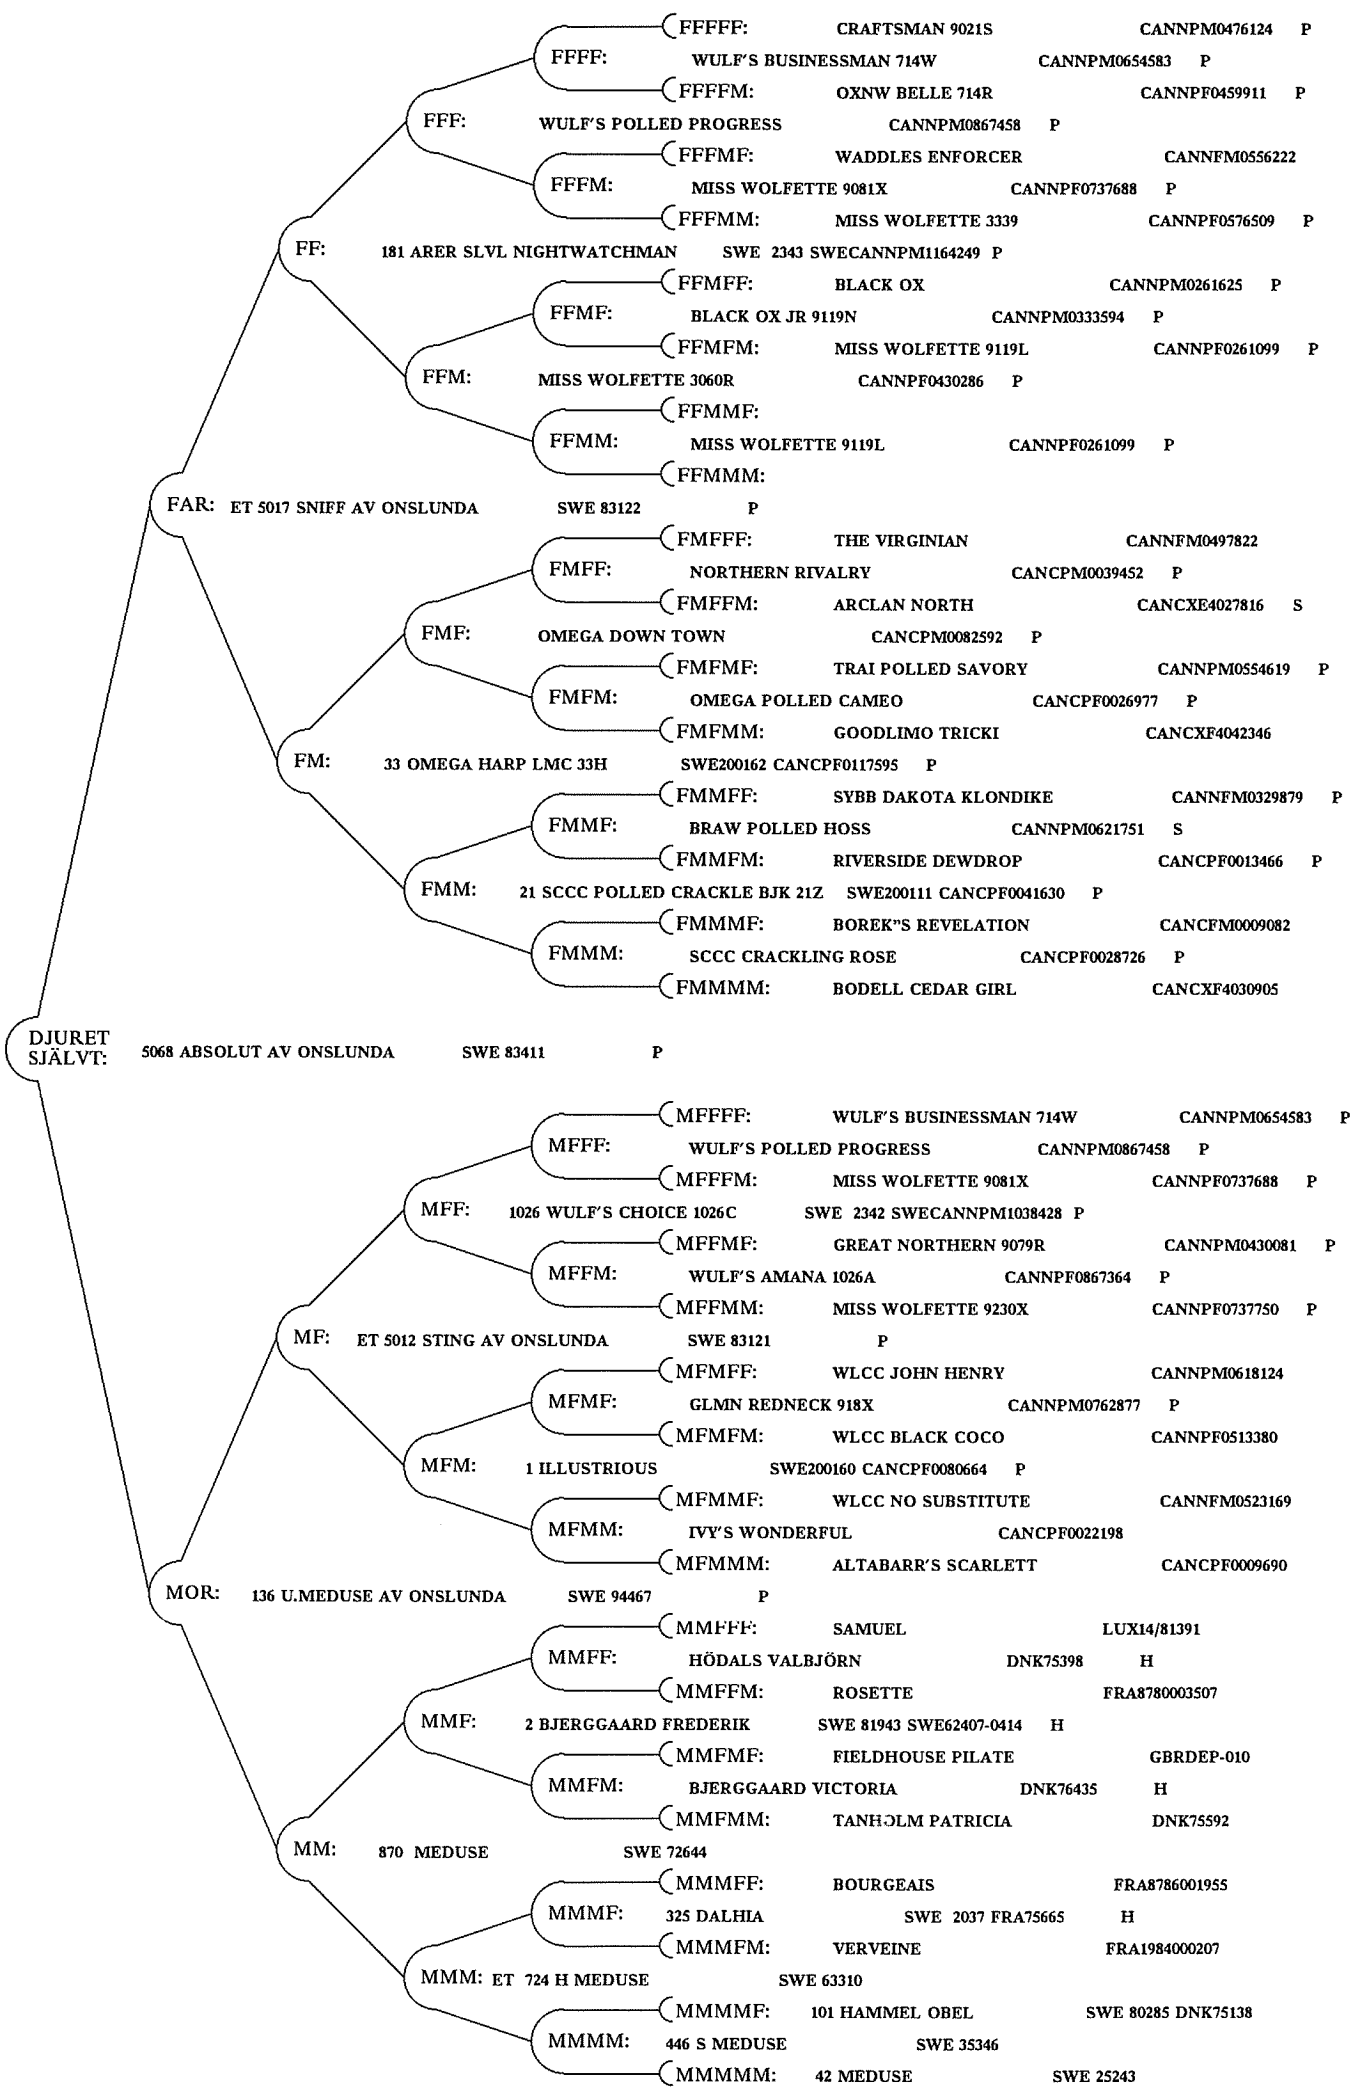 FFFFF: CRAFTSMAN 9021S CANNPM0476124 P
FFFF: WULF'S BUSINESSMAN 714W CANNPM0654583 P
FFFFM: OXNW BELLE 714R CANNPF0459911 P
FFF: WULF'S POLLED PROGRESS CANNPM0867458 P
FFFMF: WADDLES ENFORCER CANNFM0556222
FFFM: MISS WOLFETTE 9081X CANNPF0737688 P
FFFMM: MISS WOLFETTE 3339 CANNPF0576509 P
FF: 181 ARER SLVL NIGHTWATCHMAN SWE 2343 SWECANNPM1164249 P
FFMFF: BLACK OX CANNPM0261625 P
FFMF: BLACK OX JR 9119N CANNPM0333594 P
FFMFM: MISS WOLFETTE 9119L CANNPF0261099 P
FFM: MISS WOLFETTE 3060R CANNPF0430286 P
FFMMF:
FFMM: MISS WOLFETTE 9119L CANNPF0261099 P
FFMMM:
FAR: ET 5017 SNIFF AV ONSLUNDA SWE 83122 P
FMFFF: THE VIRGINIAN CANNFM0497822
FMFF: NORTHERN RIVALRY CANCPM0039452 P
FMFFM: ARCLAN NORTH CANCXE4027816 S
FMF: OMEGA DOWN TOWN CANCPM0082592 P
FMFMF: TRAI POLLED SAVORY CANNPM0554619 P
FMFM: OMEGA POLLED CAMEO CANCPF0026977 P
FMFMM: GOODLIMO TRICKI CANCXF4042346
FM: 33 OMEGA HARP LMC 33H SWE200162 CANCPF0117595 P
FMMFF: SYBB DAKOTA KLONDIKE CANNFM0329879 P
FMMF: BRAW POLLED HOSS CANNPM0621751 S
FMMFM: RIVERSIDE DEWDROP CANCPF0013466 P
FMM: 21 SCCC POLLED CRACKLE BJK 21Z SWE200111 CANCPF0041630 P
FMMMF: BOREK"S REVELATION CANCFM0009082
FMMM: SCCC CRACKLING ROSE CANCPF0028726 P
FMMMM: BODELL CEDAR GIRL CANCXF4030905
DJURET
SJÄLVT: 5068 ABSOLUT AV ONSLUNDA SWE 83411 P
MFFFF: WULF'S BUSINESSMAN 714W CANNPM0654583 P
MFFF: WULF'S POLLED PROGRESS CANNPM0867458 P
MFFFM: MISS WOLFETTE 9081X CANNPF0737688 P
MFF: 1026 WULF'S CHOICE 1026C SWE 2342 SWECANNPM1038428 P
MFFMF: GREAT NORTHERN 9079R CANNPM0430081 P
MFFM: WULF'S AMANA 1026A CANNPF0867364 P
MFFMM: MISS WOLFETTE 9230X CANNPF0737750 P
MF: ET 5012 STING AV ONSLUNDA SWE 83121 P
MFMFF: WLCC JOHN HENRY CANNPM0618124
MFMF: GLMN REDNECK 918X CANNPM0762877 P
MFMFM: WLCC BLACK COCO CANNPF0513380
MFM: 1 ILLUSTRIOUS SWE200160 CANCPF0080664 P
MFMMF: WLCC NO SUBSTITUTE CANNFM0523169
MFMM: IVY'S WONDERFUL CANCPF0022198
MFMMM: ALTABARR'S SCARLETT CANCPF0009690
MOR: 136 U.MEDUSE AV ONSLUNDA SWE 94467 P
MMFFF: SAMUEL LUX14/81391
MMFF: HÖDALS VALBJÖRN DNK75398 H
MMFFM: ROSETTE FRA8780003507
MMF: 2 BJERGGAARD FREDERIK SWE 81943 SWE62407-0414 H
MMFMF: FIELDHOUSE PILATE GBRDEP-010
MMFM: BJERGGAARD VICTORIA DNK76435 H
MMFMM: TANHOLM PATRICIA DNK75592
MM: 870 MEDUSE SWE 72644
MMMFF: BOURGEAIS FRA8786001955
MMMF: 325 DALHIA SWE 2037 FRA75665 H
MMMFM: VERVEINE FRA1984000207
MMM: ET 724 H MEDUSE SWE 63310
MMMMF: 101 HAMMEL OBEL SWE 80285 DNK75138
MMMM: 446 S MEDUSE SWE 35346
MMMMM: 42 MEDUSE SWE 25243